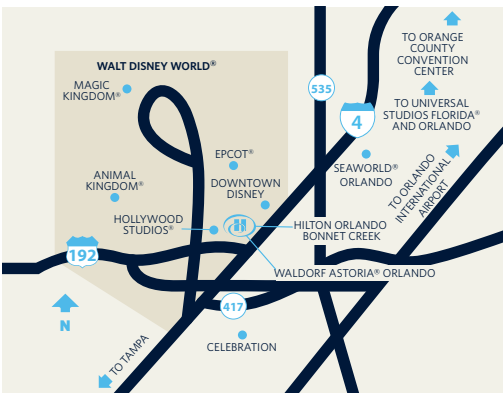 TO ORANGE
COUNTY
CONVENTION
CENTER
WALT DISNEY WORLD®
MAGIC
KINGDOM®
535
4
TO UNIVERSAL
STUDIOS FLORIDA®
AND ORLANDO
EPCOT®
SEAWORLD®
ORLANDO
TO ORLANDO
INTERNATIONAL
AIRPORT
ANIMAL
KINGDOM®
DOWNTOWN
DISNEY
HOLLYWOOD
STUDIOS®
H
HILTON ORLANDO
BONNET CREEK
192
WALDORF ASTORIA® ORLANDO
417
N
CELEBRATION
TO TAMPA